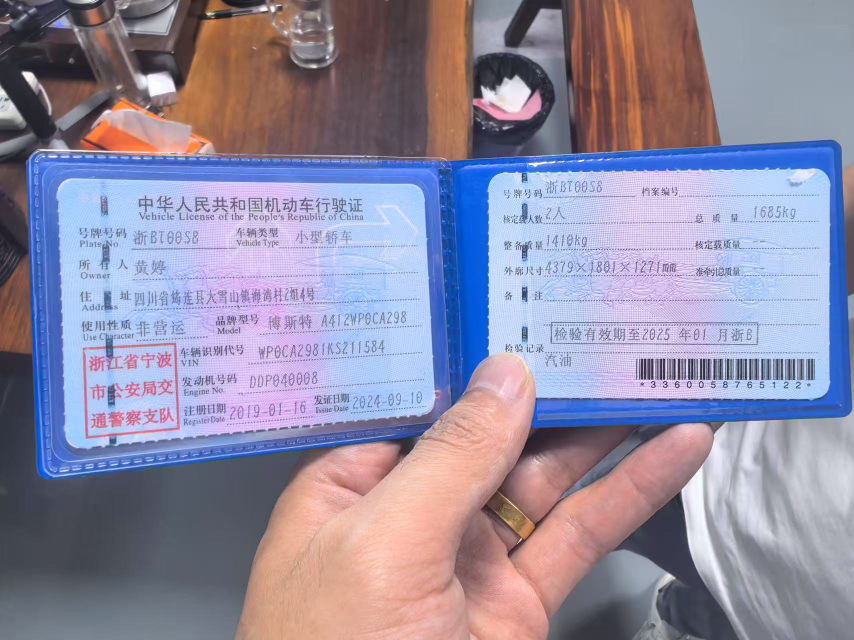 中华人民共和国机动车行驶证
Vehicle License of the People's Republic of China
号牌号码 浙BT00S8 车辆类型 小型轿车
Plate No. Vehicle Type
所有人 黄婷
Owner
住址 四川省筠连县大雪山镇海湾村2组4号
Address
使用性质 非营运 品牌型号 博斯特 A412WP0CA298
Use Character Model
浙江省宁波
市公安局交
通警察支队
车辆识别代号 WP0CA2981KS211584
VIN
发动机号码 DDP040008
Engine No.
注册日期 2019-01-16 发证日期 2024-09-10
Register Date Issue Date
号牌号码 浙BT00S8 档案编号
核定载人数 2人 总质量 1685kg
整备质量 1410kg 核定载质量 --
外廓尺寸 4379×1801×1271mm 准牵引总质量 --
备注
检验有效期至2025 年01 月浙B
检验记录
汽油
*3360058765122*